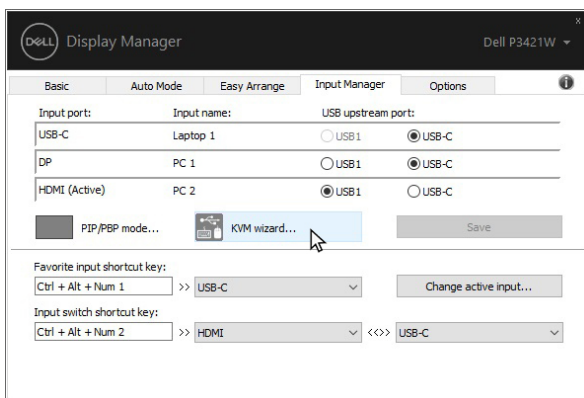 x
DELL Display Manager Dell P3421W
Basic Auto Mode Easy Arrange Input Manager Options i
Input port: Input name: USB upstream port:
USB-C Laptop 1 USB1 USB-C
DP PC 1 USB1 USB-C
HDMI (Active) PC 2 USB1 USB-C
PIP/PBP mode... KVM wizard... Save
Favorite input shortcut key:
Ctrl + Alt + Num 1 >> USB-C Change active input...
Input switch shortcut key:
Ctrl + Alt + Num 2 >> HDMI <<>> USB-C